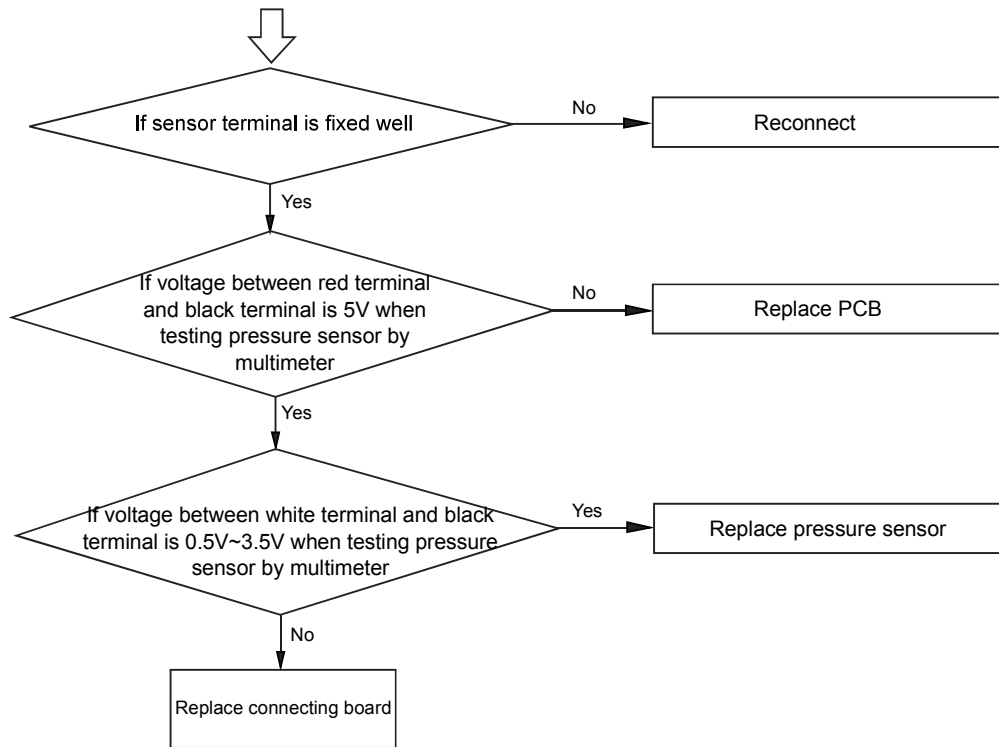 If sensor terminal is fixed well
No
Reconnect
Yes
If voltage between red terminal
and black terminal is 5V when
testing pressure sensor by
multimeter
No
Replace PCB
Yes
If voltage between white terminal and black
terminal is 0.5V~3.5V when testing pressure
sensor by multimeter
Yes
Replace pressure sensor
No
Replace connecting board